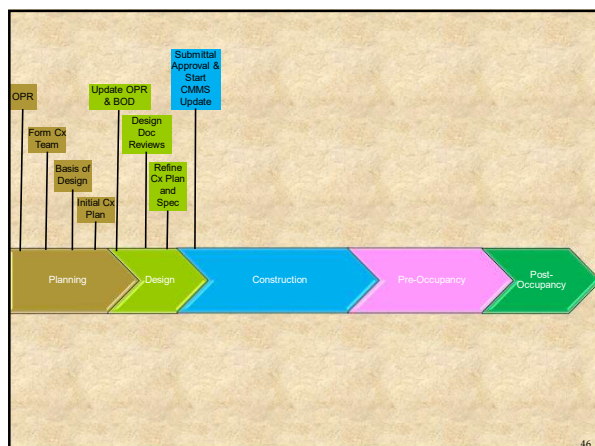 Submittal
Approval &
Start
CMMS
Update
OPR
Update OPR
& BOD
Form Cx
Team
Design
Doc
Reviews
Basis of
Design
Refine
Cx Plan
and
Spec
Initial Cx
Plan
Planning
Design
Construction
Pre-Occupancy
Post-
Occupancy
46